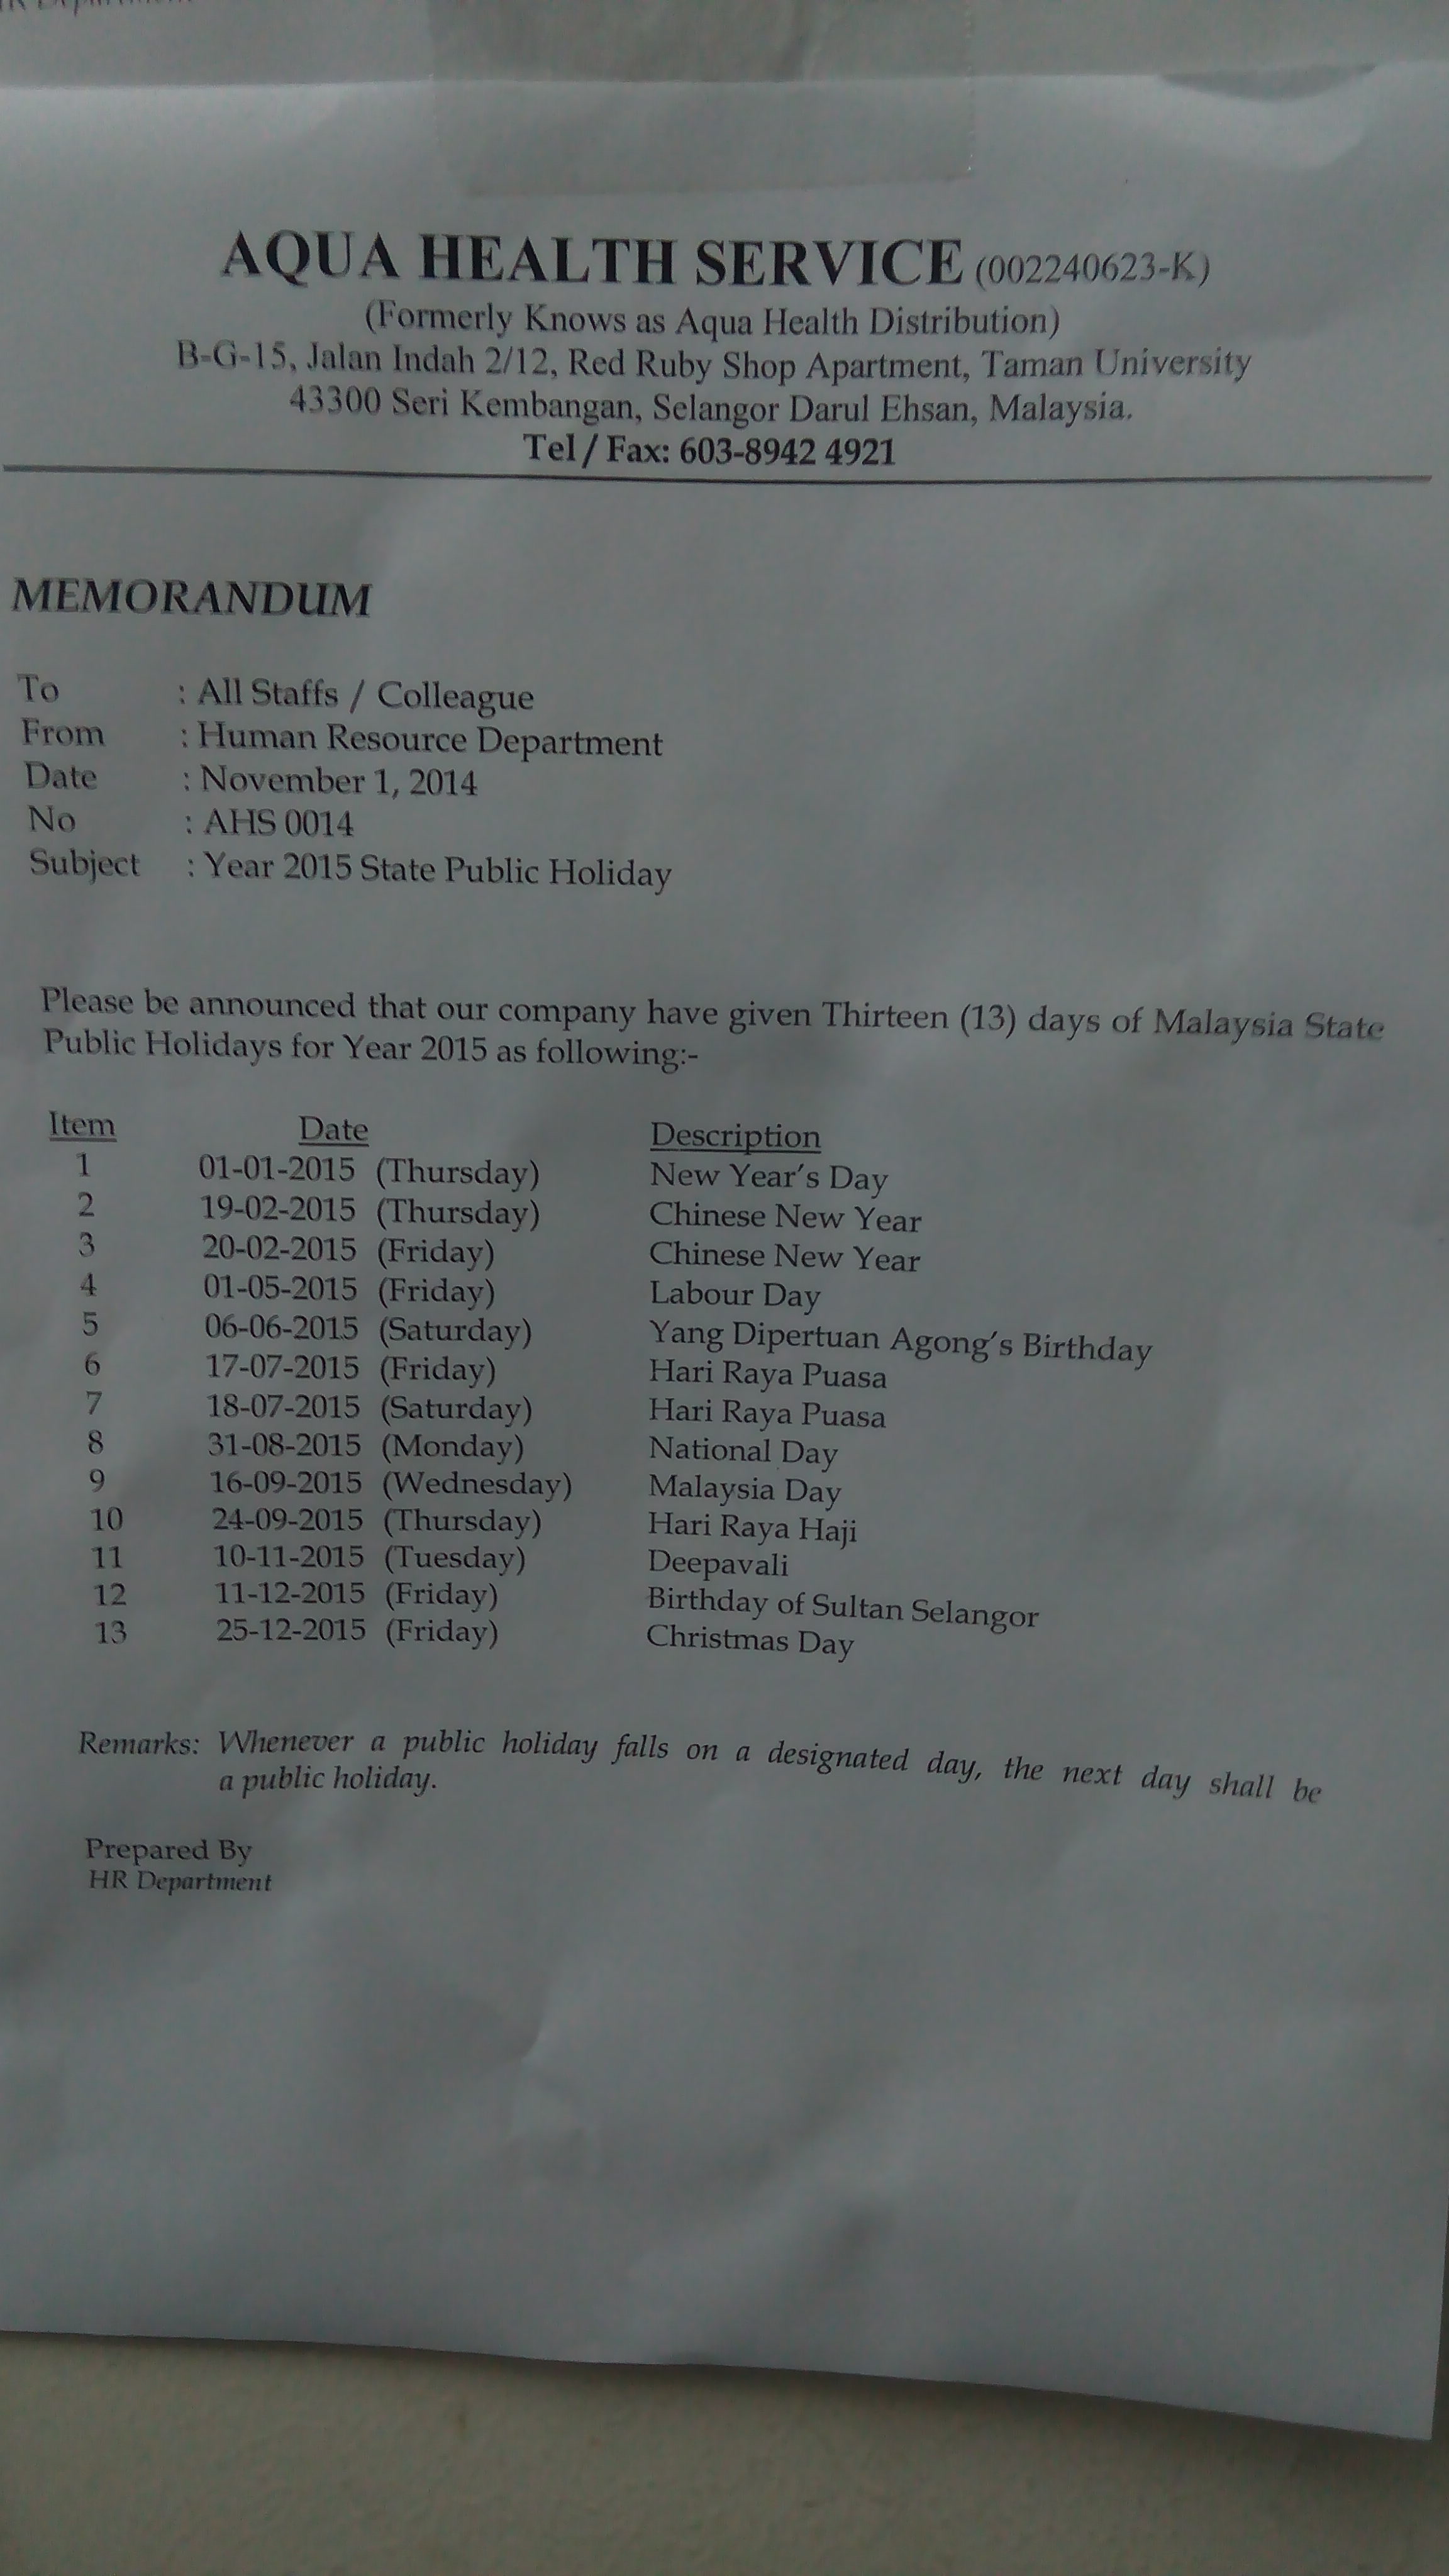 HR Department
AQUA HEALTH SERVICE (002240623-K)
(Formerly Knows as Aqua Health Distribution)
B-G-15, Jalan Indah 2/12, Red Ruby Shop Apartment, Taman University
43300 Seri Kembangan, Selangor Darul Ehsan, Malaysia.
Tel / Fax: 603-8942 4921
MEMORANDUM
To : All Staffs / Colleague
From : Human Resource Department
Date : November 1, 2014
No : AHS 0014
Subject : Year 2015 State Public Holiday
Please be announced that our company have given Thirteen (13) days of Malaysia State
Public Holidays for Year 2015 as following:-
Item Date Description
1 01-01-2015 (Thursday) New Year's Day
2 19-02-2015 (Thursday) Chinese New Year
3 20-02-2015 (Friday) Chinese New Year
4 01-05-2015 (Friday) Labour Day
5 06-06-2015 (Saturday) Yang Dipertuan Agong's Birthday
6 17-07-2015 (Friday) Hari Raya Puasa
7 18-07-2015 (Saturday) Hari Raya Puasa
8 31-08-2015 (Monday) National Day
9 16-09-2015 (Wednesday) Malaysia Day
10 24-09-2015 (Thursday) Hari Raya Haji
11 10-11-2015 (Tuesday) Deepavali
12 11-12-2015 (Friday) Birthday of Sultan Selangor
13 25-12-2015 (Friday) Christmas Day
Remarks: Whenever a public holiday falls on a designated day, the next day shall be
a public holiday.
Prepared By
HR Department